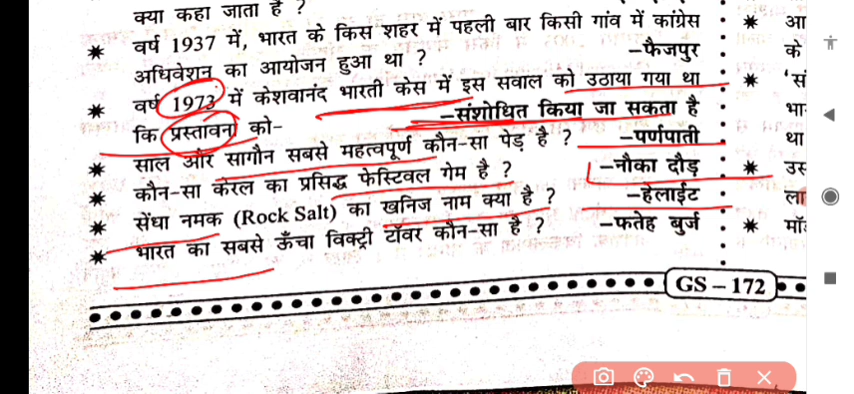 क्या कहा जाता है ?
* वर्ष 1937 में, भारत के किस शहर में पहली बार किसी गांव में कांग्रेस
अधिवेशन का आयोजन हुआ था ? –फैजपुर
* वर्ष 1973 में केशवानंद भारती केस में इस सवाल को उठाया गया था
कि प्रस्तावना को- –संशोधित किया जा सकता है
* साल और सागौन सबसे महत्वपूर्ण कौन-सा पेड़ है ? –पर्णपाती
* कौन-सा केरल का प्रसिद्ध फेस्टिवल गेम है ? –नौका दौड़
* सेंधा नमक (Rock Salt) का खनिज नाम क्या है ? –हेलाईट
* भारत का सबसे ऊँचा विक्ट्री टॉवर कौन-सा है ? –फतेह बुर्ज
GS – 172
* आ
के
* 'सं
भा
था
* उस
ला
* मॉ